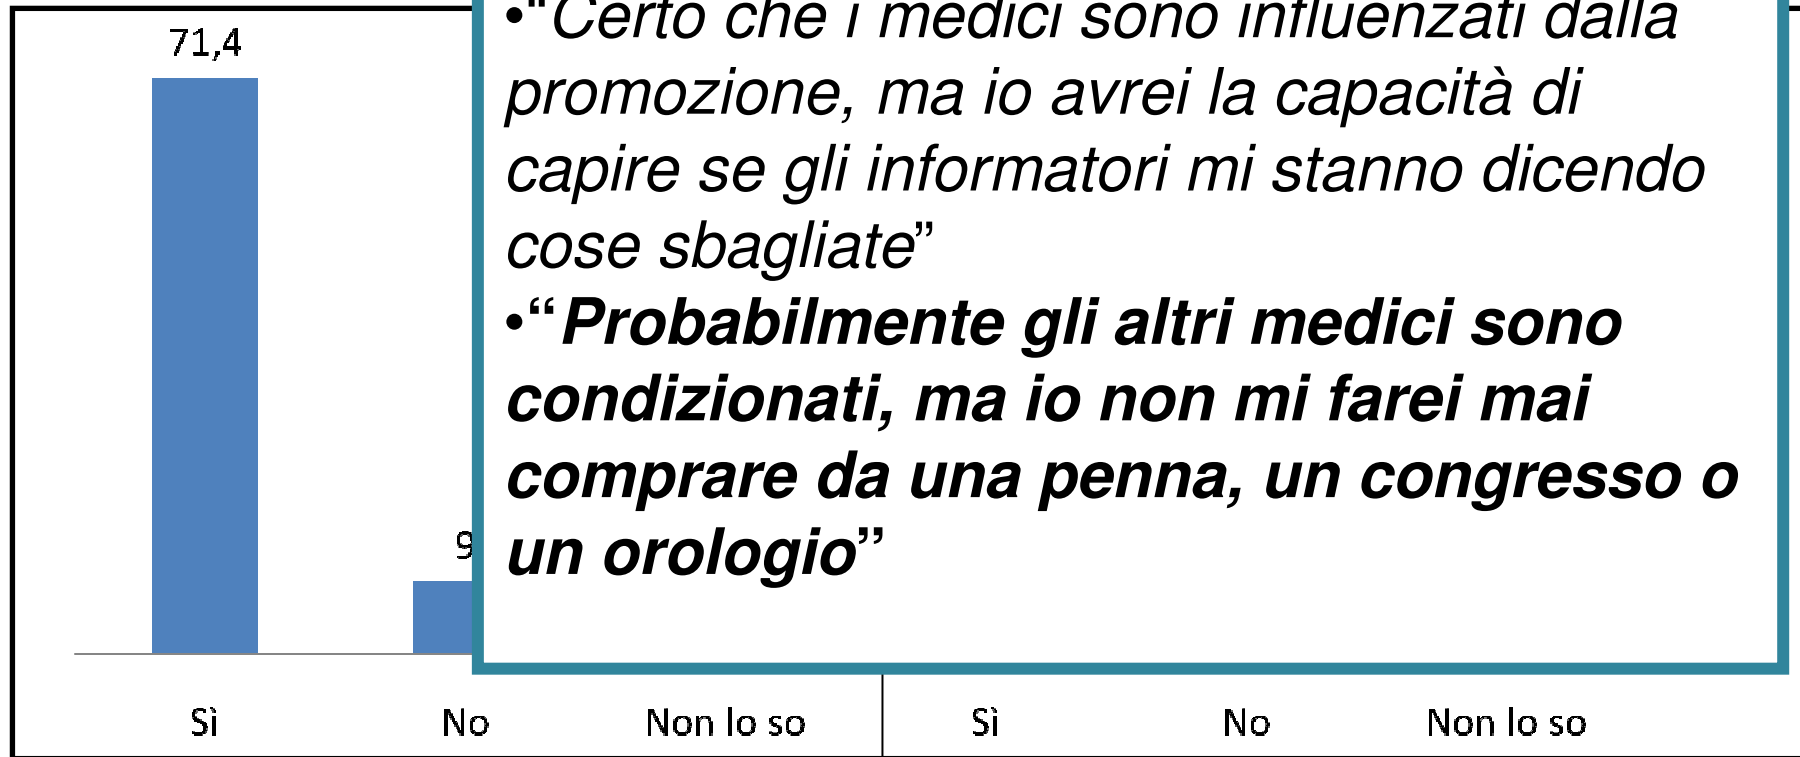 •“Certo che i medici sono influenzati dalla
promozione, ma io avrei la capacità di
capire se gli informatori mi stanno dicendo
cose sbagliate”
•“Probabilmente gli altri medici sono
condizionati, ma io non mi farei mai
comprare da una penna, un congresso o
un orologio”
71,4
9
Sì No Non lo so Sì No Non lo so